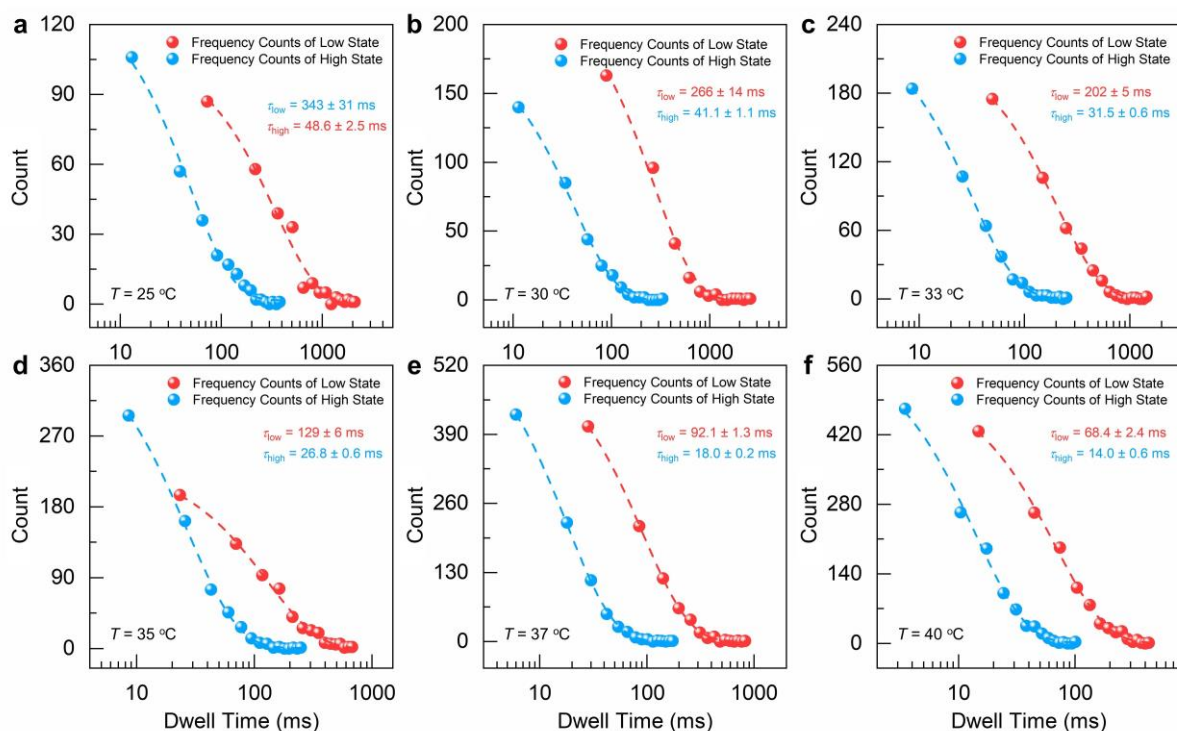 a
120
90
60
30
0
Count
Frequency Counts of Low State
Frequency Counts of High State
τlow = 343 ± 31 ms
τhigh = 48.6 ± 2.5 ms
T = 25 °C
10 100 1000
b
200
150
100
50
0
Count
Frequency Counts of Low State
Frequency Counts of High State
τlow = 266 ± 14 ms
τhigh = 41.1 ± 1.1 ms
T = 30 °C
10 100 1000
c
240
180
120
60
0
Count
Frequency Counts of Low State
Frequency Counts of High State
τlow = 202 ± 5 ms
τhigh = 31.5 ± 0.6 ms
T = 33 °C
10 100 1000
d
360
270
180
90
0
Count
Frequency Counts of Low State
Frequency Counts of High State
τlow = 129 ± 6 ms
τhigh = 26.8 ± 0.6 ms
T = 35 °C
10 100 1000
Dwell Time (ms)
e
520
390
260
130
0
Count
Frequency Counts of Low State
Frequency Counts of High State
τlow = 92.1 ± 1.3 ms
τhigh = 18.0 ± 0.2 ms
T = 37 °C
10 100 1000
Dwell Time (ms)
f
560
420
280
140
0
Count
Frequency Counts of Low State
Frequency Counts of High State
τlow = 68.4 ± 2.4 ms
τhigh = 14.0 ± 0.6 ms
T = 40 °C
10 100
Dwell Time (ms)